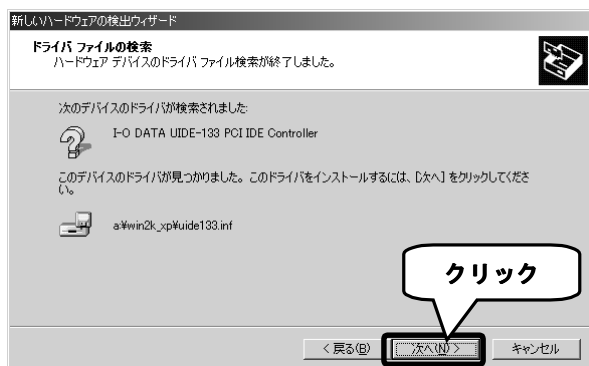 新しいハードウェアの検出ウィザード
ドライバ ファイルの検索
ハードウェア デバイスのドライバ ファイル検索が終了しました。
次のデバイスのドライバが検索されました:
I-O DATA UIDE-133 PCI IDE Controller
このデバイスのドライバが見つかりました。このドライバをインストールするには、[次へ] をクリックしてくださ
い。
a:¥win2k_xp¥uide133.inf
クリック
< 戻る(B)
次へ(N) >
キャンセル